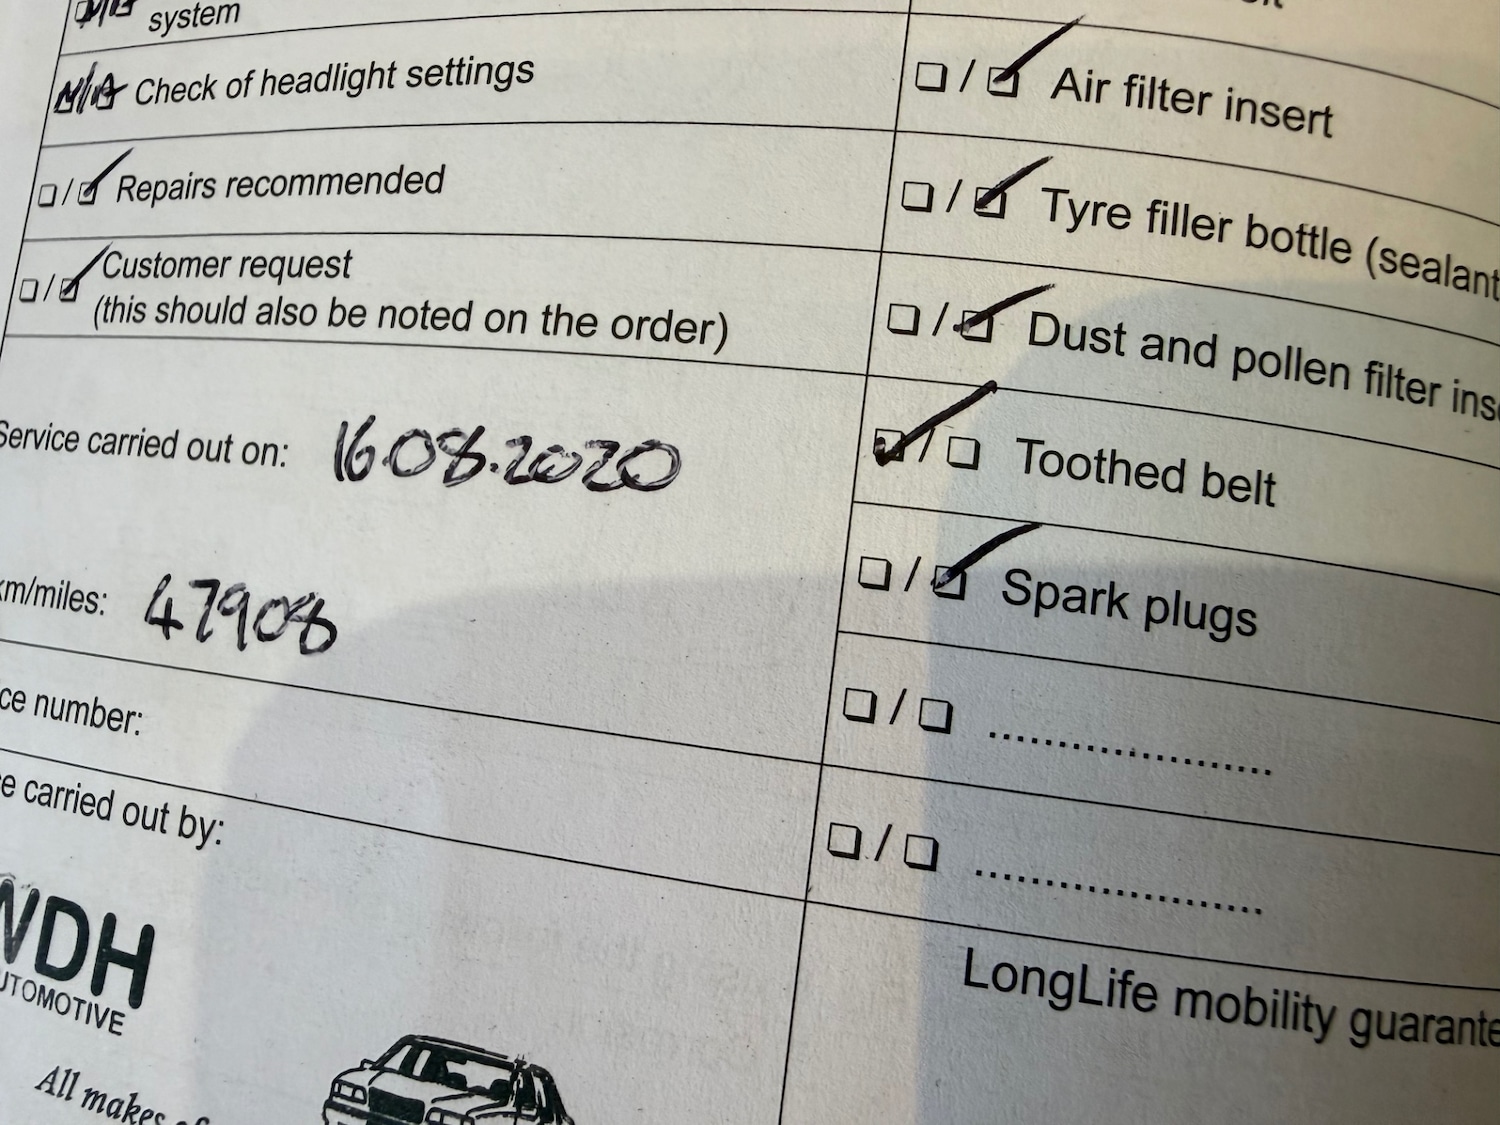 system
N/A Check of headlight settings
❏ / ❏✓ Repairs recommended
❏ / ❏✓ Customer request
(this should also be noted on the order)
Service carried out on: 16.08.2020
km/miles: 47908
ce number:
e carried out by:
WDH
UTOMOTIVE
All makes of
❏ / ❏✓ Air filter insert
❏ / ❏✓ Tyre filler bottle (sealant
❏ / ❏✓ Dust and pollen filter ins
❏✓ / ❏ Toothed belt
❏ / ❏✓ Spark plugs
❏ / ❏ ......................
❏ / ❏ ......................
LongLife mobility guarante